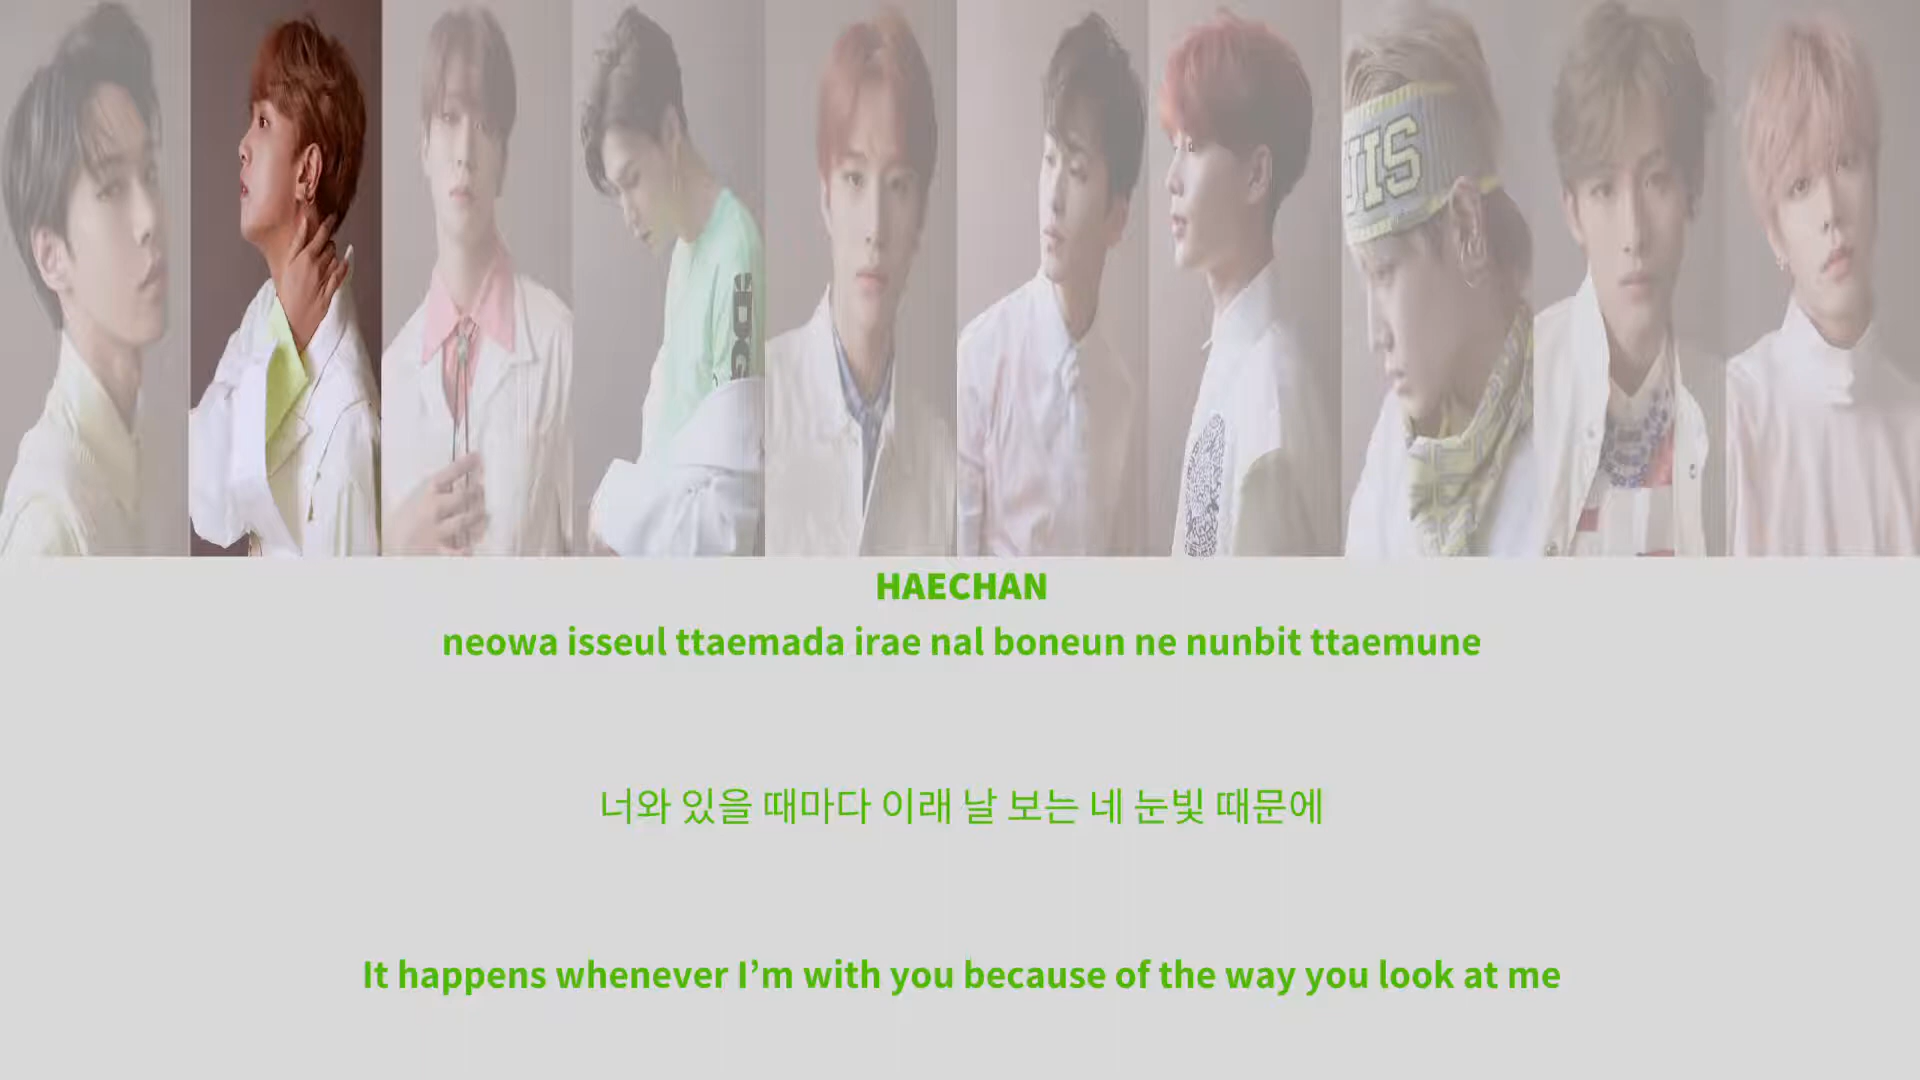 HAECHAN
neowa isseul ttaemada irae nal boneun ne nunbit ttaemune
너와 있을 때마다 이래 날 보는 네 눈빛 때문에
It happens whenever I’m with you because of the way you look at me